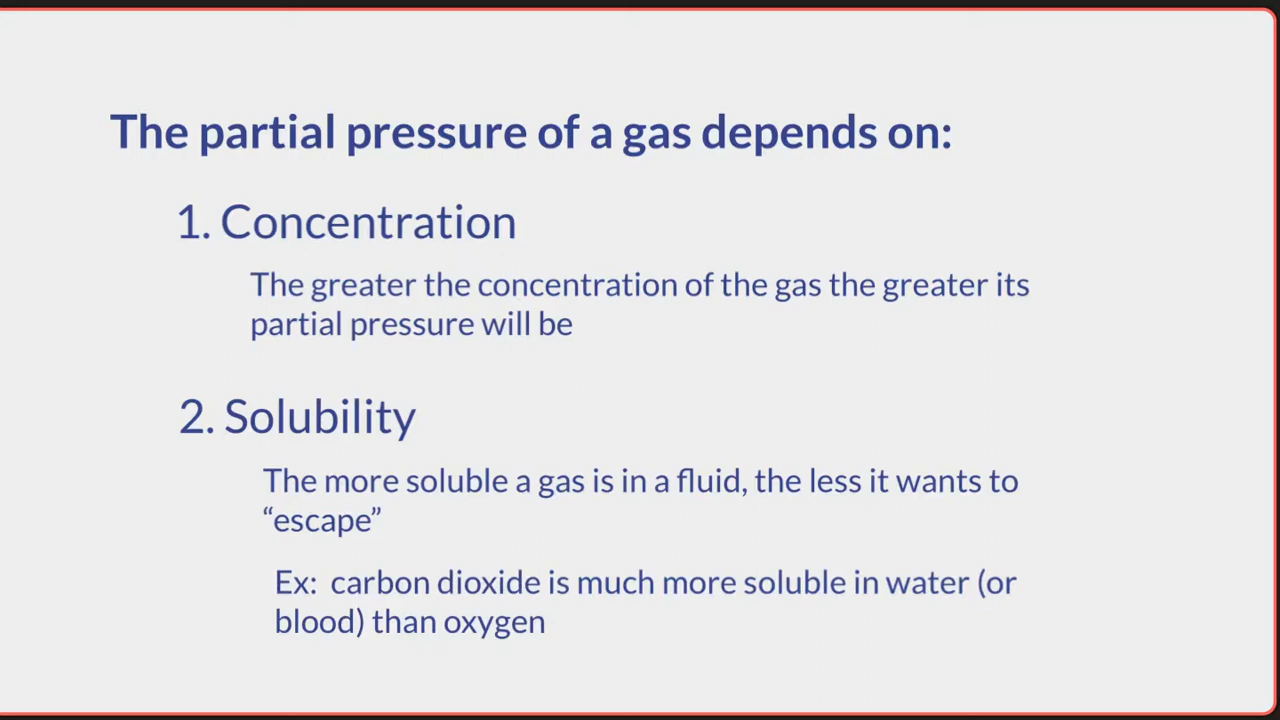 The partial pressure of a gas depends on:
1. Concentration
The greater the concentration of the gas the greater its
partial pressure will be
2. Solubility
The more soluble a gas is in a fluid, the less it wants to
“escape”
Ex:  carbon dioxide is much more soluble in water (or
blood) than oxygen